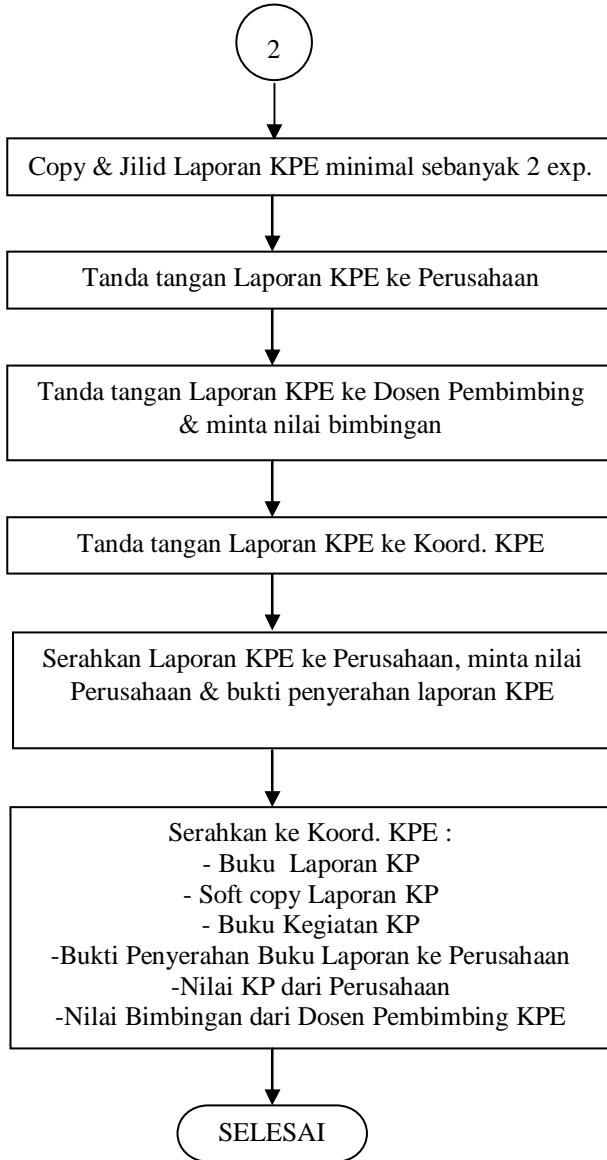 2
Copy & Jilid Laporan KPE minimal sebanyak 2 exp.
Tanda tangan Laporan KPE ke Perusahaan
Tanda tangan Laporan KPE ke Dosen Pembimbing
& minta nilai bimbingan
Tanda tangan Laporan KPE ke Koord. KPE
Serahkan Laporan KPE ke Perusahaan, minta nilai
Perusahaan & bukti penyerahan laporan KPE
Serahkan ke Koord. KPE :
- Buku  Laporan KP
- Soft copy Laporan KP
- Buku Kegiatan KP
-Bukti Penyerahan Buku Laporan ke Perusahaan
-Nilai KP dari Perusahaan
-Nilai Bimbingan dari Dosen Pembimbing KPE
SELESAI